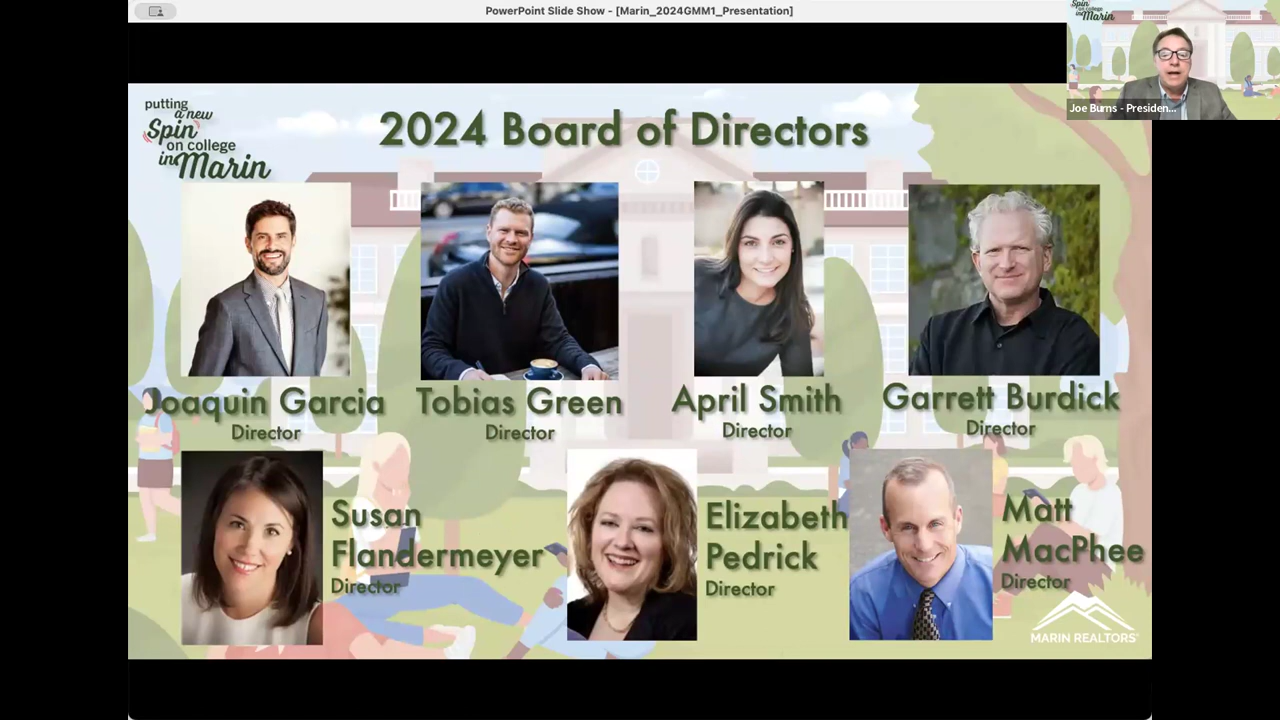 PowerPoint Slide Show - [Marin_2024GMM1_Presentation]
Spin
on college
in Marin
Joe Burns - Presiden...
putting
a new
Spin
on college
in Marin
2024 Board of Directors
Joaquin Garcia
Director
Tobias Green
Director
April Smith
Director
Garrett Burdick
Director
Susan
Flandermeyer
Director
Elizabeth
Pedrick
Director
Matt
MacPhee
Director
MARIN REALTORS®